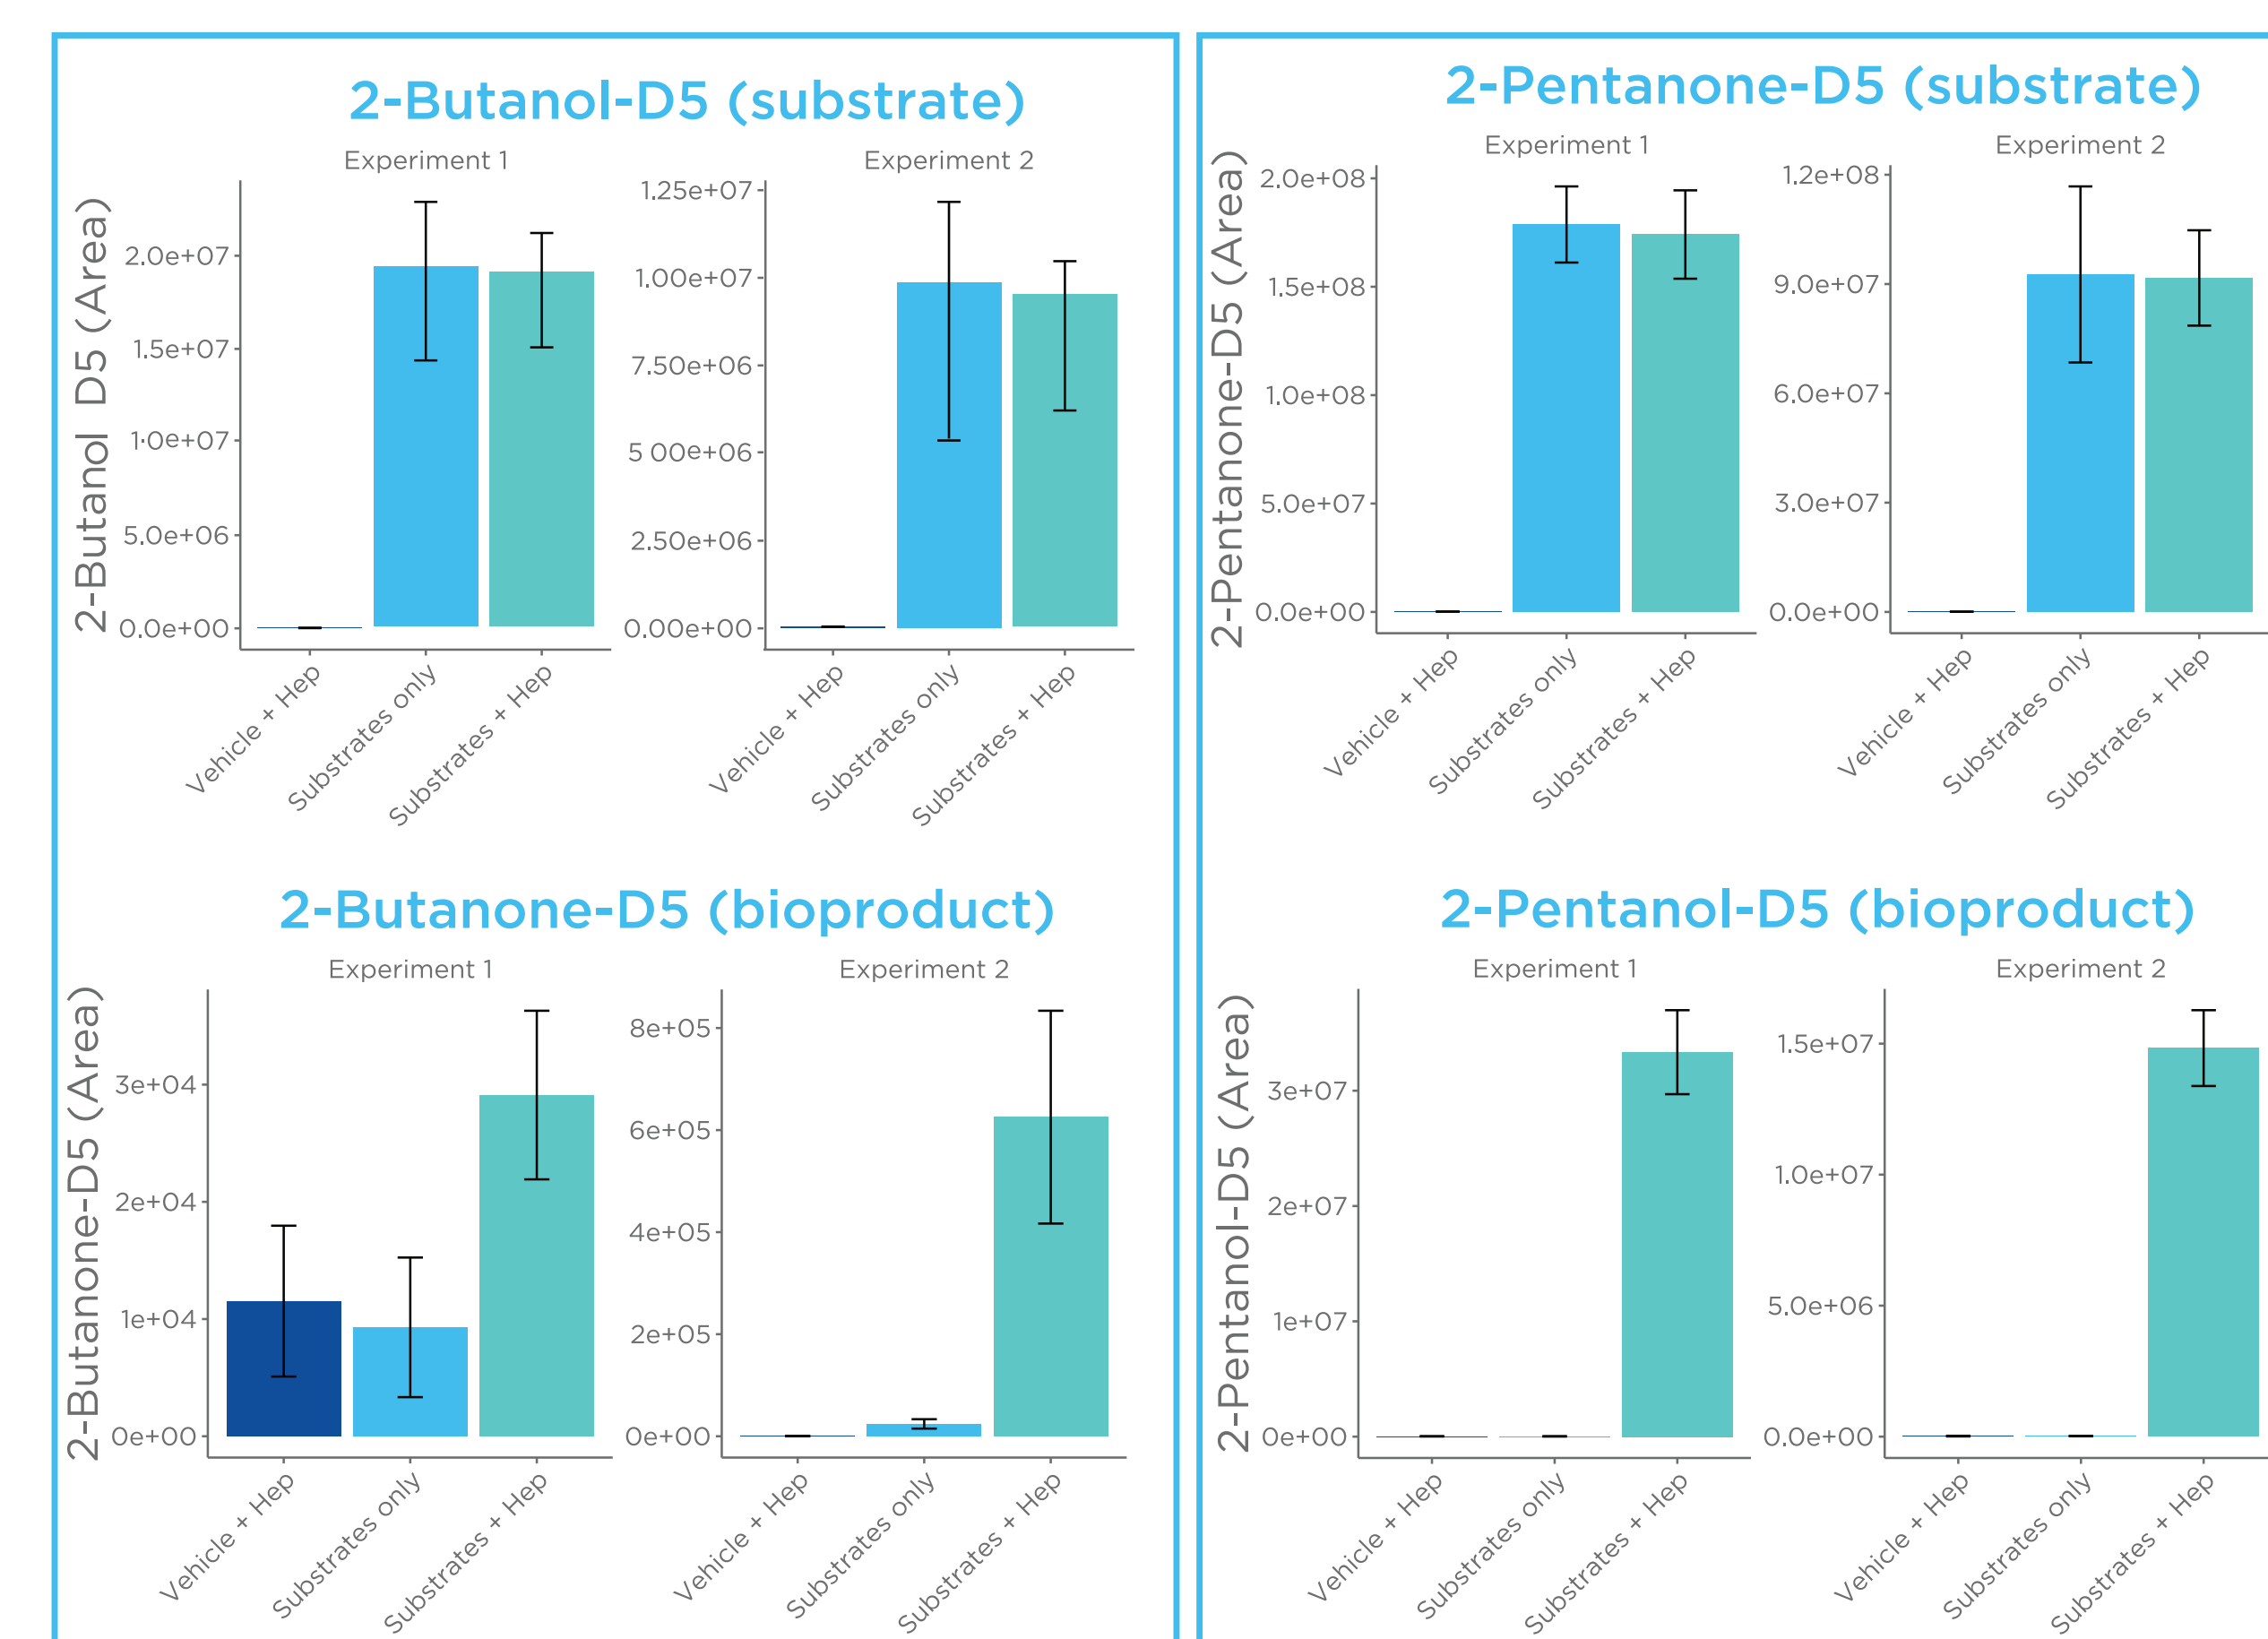 2-Butanol-D5 (substrate)
Experiment 1
Experiment 2
2-Butanol D5 (Area)
2.0e+07
1.5e+07
1·0e+07
5.0e+06
0.0e+00
1.25e+07
1.00e+07
7.50e+06
5 00e+06
2.50e+06
0.00e+00
Vehicle + Hep
Substrates only
Substrates + Hep
Vehicle + Hep
Substrates only
Substrates + Hep
2-Pentanone-D5 (substrate)
Experiment 1
Experiment 2
2-Pentanone-D5 (Area)
2.0e+08
1.5e+08
1.0e+08
5.0e+07
0.0e+00
1.2e+08
9.0e+07
6.0e+07
3.0e+07
0.0e+00
Vehicle + Hep
Substrates only
Substrates + Hep
Vehicle + Hep
Substrates only
Substrates + Hep
2-Butanone-D5 (bioproduct)
Experiment 1
Experiment 2
2-Butanone-D5 (Area)
3e+04
2e+04
1e+04
0e+00
8e+05
6e+05
4e+05
2e+05
0e+00
Vehicle + Hep
Substrates only
Substrates + Hep
Vehicle + Hep
Substrates only
Substrates + Hep
2-Pentanol-D5 (bioproduct)
Experiment 1
Experiment 2
2-Pentanol-D5 (Area)
3e+07
2e+07
1e+07
0e+00
1.5e+07
1.0e+07
5.0e+06
0.0e+00
Vehicle + Hep
Substrates only
Substrates + Hep
Vehicle + Hep
Substrates only
Substrates + Hep